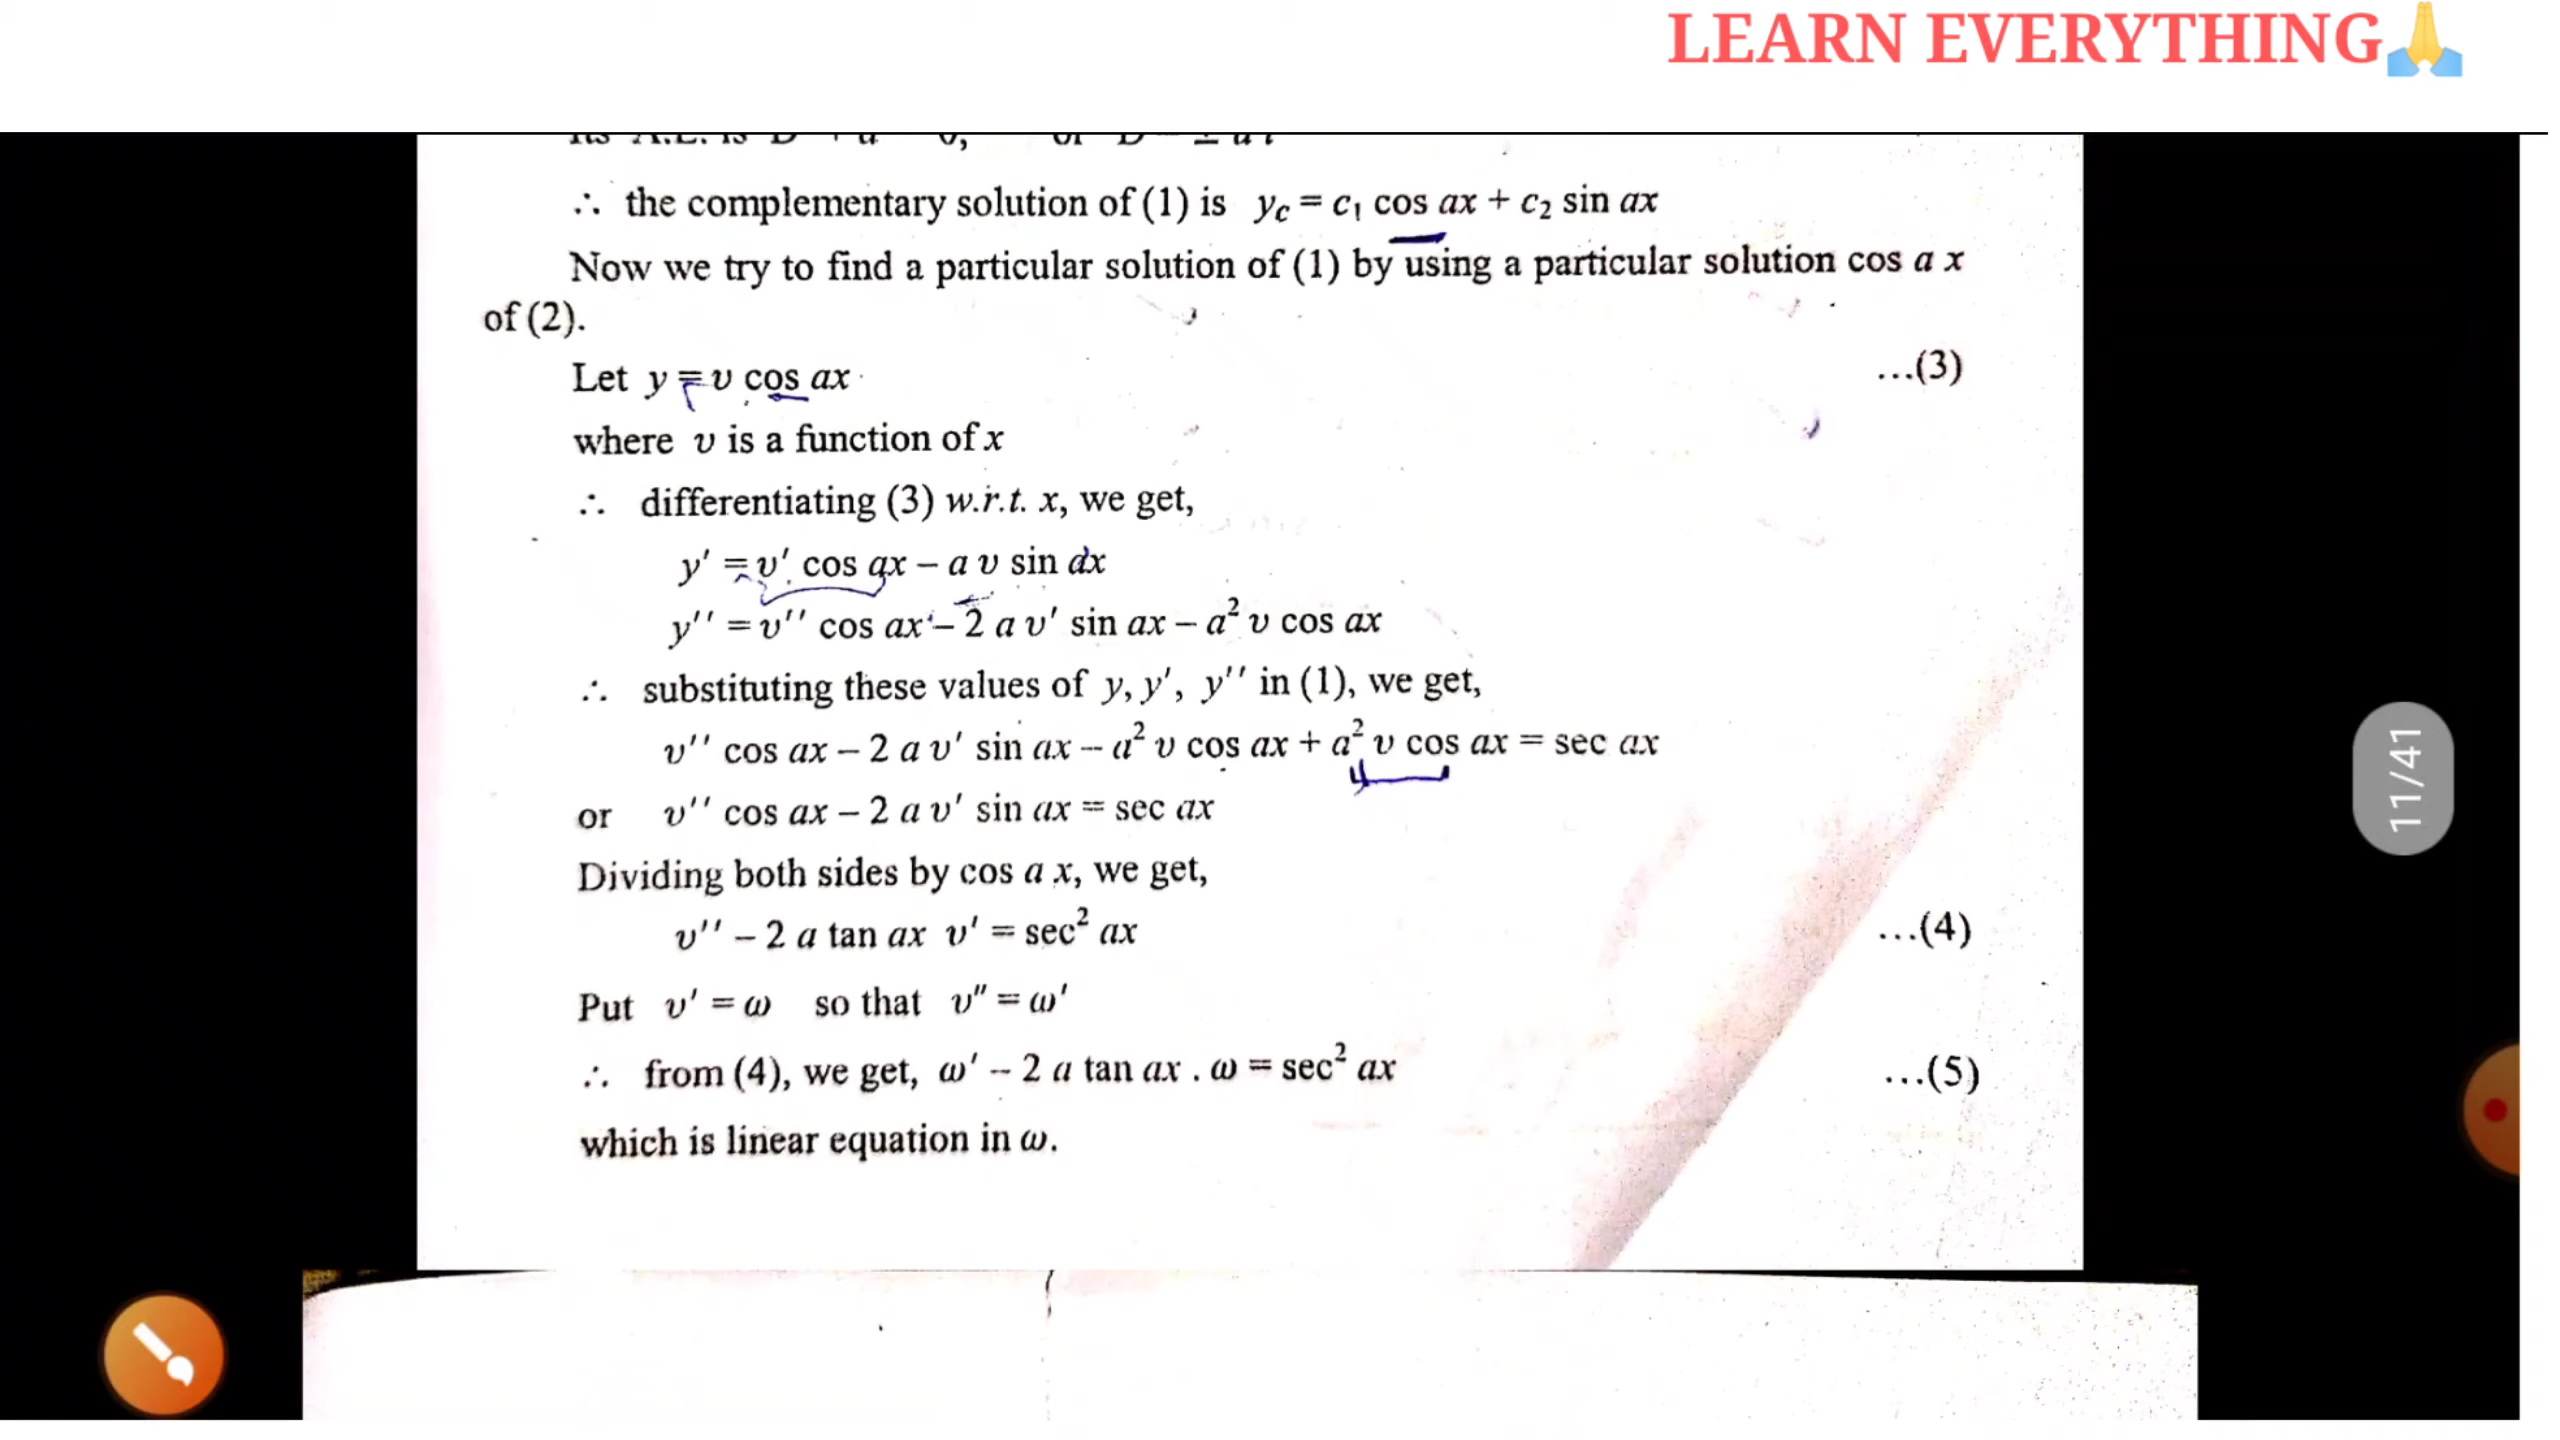 LEARN EVERYTHING🙏
∴ the complementary solution of (1) is y_c = c₁ cos ax + c₂ sin ax
Now we try to find a particular solution of (1) by using a particular solution cos a x
of (2).
Let y = υ cos ax ...(3)
where υ is a function of x
∴ differentiating (3) w.r.t. x, we get,
y′ = υ′ cos ax – a υ sin ax
y′′ = υ′′ cos ax – 2 a υ′ sin ax – a² υ cos ax
∴ substituting these values of y, y′, y′′ in (1), we get,
υ′′ cos ax – 2 a υ′ sin ax – a² υ cos ax + a² υ cos ax = sec ax
or υ′′ cos ax – 2 a υ′ sin ax = sec ax
Dividing both sides by cos a x, we get,
υ′′ – 2 a tan ax υ′ = sec² ax ...(4)
Put υ′ = ω so that υ″ = ω′
∴ from (4), we get, ω′ – 2 a tan ax . ω = sec² ax ...(5)
which is linear equation in ω.
11/41